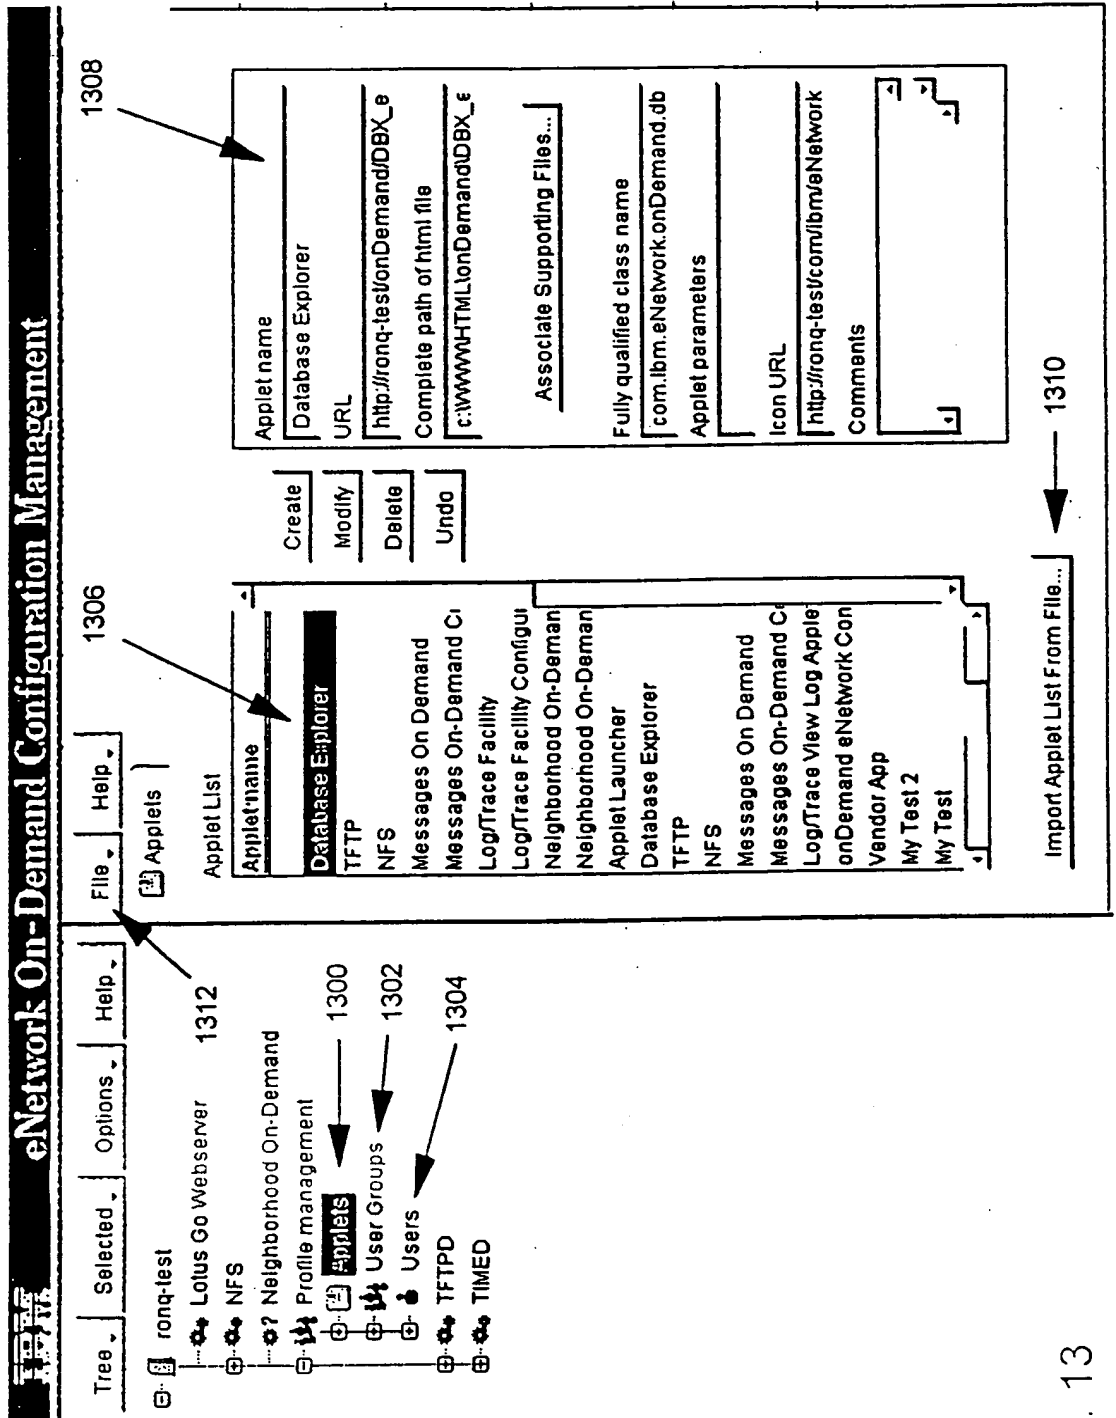 IBM
eNetwork On-Demand Configuration Management
Tree Selected Options Help
ronq-test
Lotus Go Webserver
NFS
? Neighborhood On-Demand
Profile management
Applets
User Groups
Users
TFTPD
TIMED
1312
1300
1302
1304
File Help
Applets
1306
Applet List
Applet name
Database Explorer
TFTP
NFS
Messages On Demand
Messages On-Demand C
Log/Trace Facility
Log/Trace Facility Configu
Neighborhood On-Deman
Neighborhood On-Deman
Applet Launcher
Database Explorer
TFTP
NFS
Messages On Demand
Messages On-Demand C
Log/Trace View Log Apple
onDemand eNetwork Con
Vendor App
My Test 2
My Test
Import Applet List From File...
1310
Create
Modify
Delete
Undo
1308
Applet name
Database Explorer
URL
http://ronq-test/onDemand/DBX_e
Complete path of html file
c:\WWW\HTML\onDemand\DBX_e
Associate Supporting Files...
Fully qualified class name
com.ibm.eNetwork.onDemand.db
Applet parameters
Icon URL
http://ronq-test/com/ibm/eNetwork
Comments
13